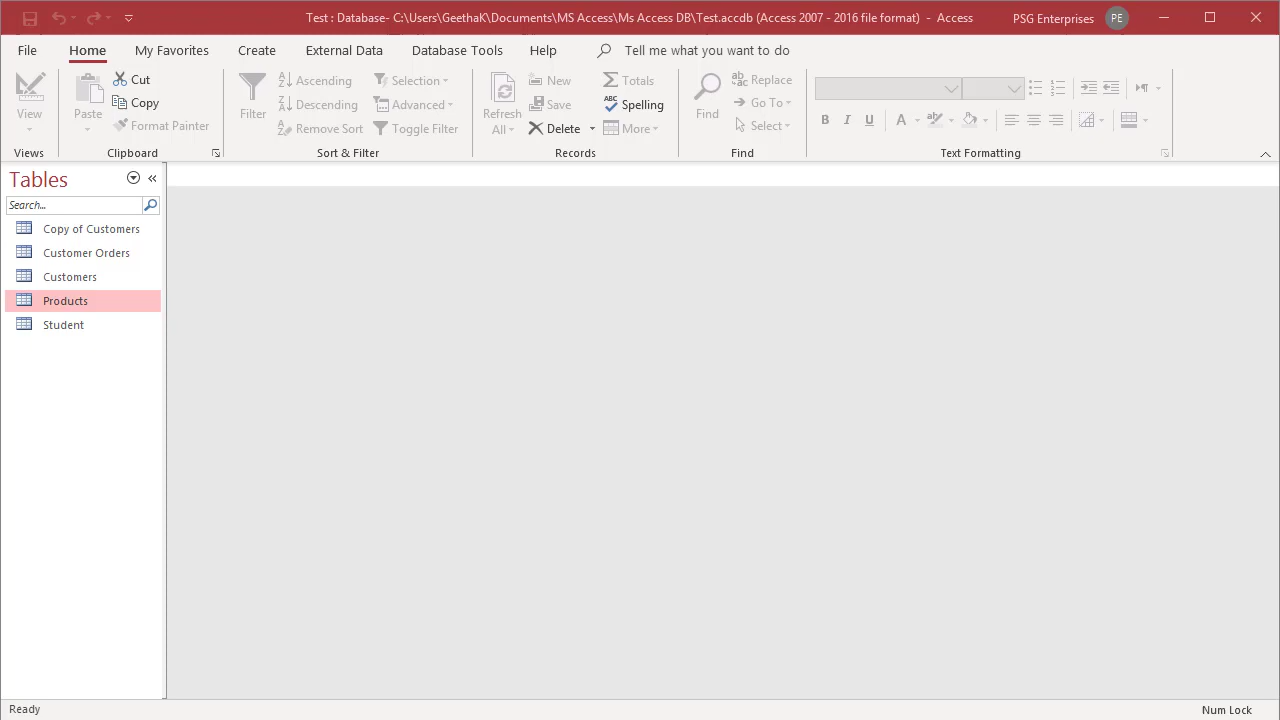 Test : Database- C:\Users\GeethaK\Documents\MS Access\Ms Access DB\Test.accdb (Access 2007 - 2016 file format) - Access
PSG Enterprises PE
File Home My Favorites Create External Data Database Tools Help Tell me what you want to do
View
Views
Paste
Cut
Copy
Format Painter
Clipboard
Filter
Ascending
Descending
Remove Sort
Selection
Advanced
Toggle Filter
Sort & Filter
Refresh
All
New
Save
Delete
Totals
Spelling
More
Records
Find
Replace
Go To
Select
Find
B I U A
Text Formatting
Tables
Search...
Copy of Customers
Customer Orders
Customers
Products
Student
Ready
Num Lock